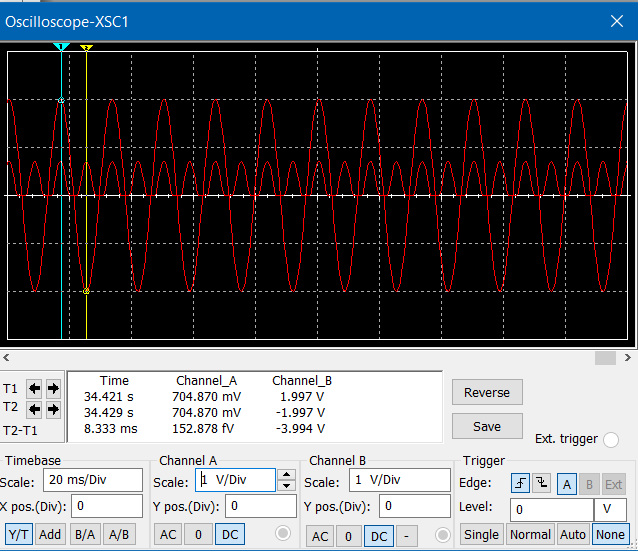 Oscilloscope-XSC1
1 2
T1
T2
T2-T1
Time Channel_A Channel_B
34.421 s 704.870 mV 1.997 V
34.429 s 704.870 mV -1.997 V
8.333 ms 152.878 fV -3.994 V
Reverse
Save
Ext. trigger
Timebase
Scale: 20 ms/Div
X pos.(Div): 0
Y/T Add B/A A/B
Channel A
Scale: 1 V/Div
Y pos.(Div): 0
AC 0 DC
Channel B
Scale: 1 V/Div
Y pos.(Div): 0
AC 0 DC -
Trigger
Edge: A B Ext
Level: 0 V
Single Normal Auto None